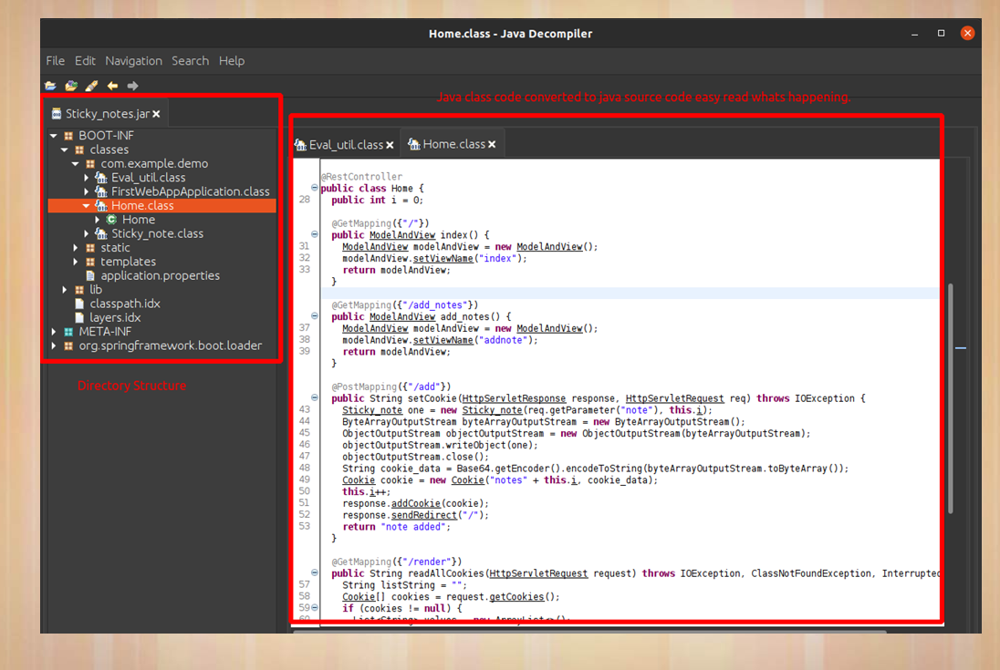 Home.class - Java Decompiler
File Edit Navigation Search Help
Java class code converted to java source code easy read whats happening.
Sticky_notes.jar
BOOT-INF
classes
com.example.demo
Eval_util.class
FirstWebAppApplication.class
Home.class
Home
Sticky_note.class
static
templates
application.properties
lib
classpath.idx
layers.idx
META-INF
org.springframework.boot.loader
Directory Structure
Eval_util.class Home.class
@RestController
public class Home {
28 public int i = 0;
@GetMapping({"/"})
public ModelAndView index() {
31 ModelAndView modelAndView = new ModelAndView();
32 modelAndView.setViewName("index");
33 return modelAndView;
}
@GetMapping({"/add_notes"})
public ModelAndView add_notes() {
37 ModelAndView modelAndView = new ModelAndView();
38 modelAndView.setViewName("addnote");
39 return modelAndView;
}
@PostMapping({"/add"})
public String setCookie(HttpServletResponse response, HttpServletRequest req) throws IOException {
43 Sticky_note one = new Sticky_note(req.getParameter("note"), this.i);
44 ByteArrayOutputStream byteArrayOutputStream = new ByteArrayOutputStream();
45 ObjectOutputStream objectOutputStream = new ObjectOutputStream(byteArrayOutputStream);
46 objectOutputStream.writeObject(one);
47 objectOutputStream.close();
48 String cookie_data = Base64.getEncoder().encodeToString(byteArrayOutputStream.toByteArray());
49 Cookie cookie = new Cookie("notes" + this.i, cookie_data);
50 this.i++;
51 response.addCookie(cookie);
52 response.sendRedirect("/");
53 return "note added";
}
@GetMapping({"/render"})
public String readAllCookies(HttpServletRequest request) throws IOException, ClassNotFoundException, Interrupted
57 String listString = "";
58 Cookie[] cookies = request.getCookies();
59 if (cookies != null) {
60 List<String> values = new ArrayList<>();